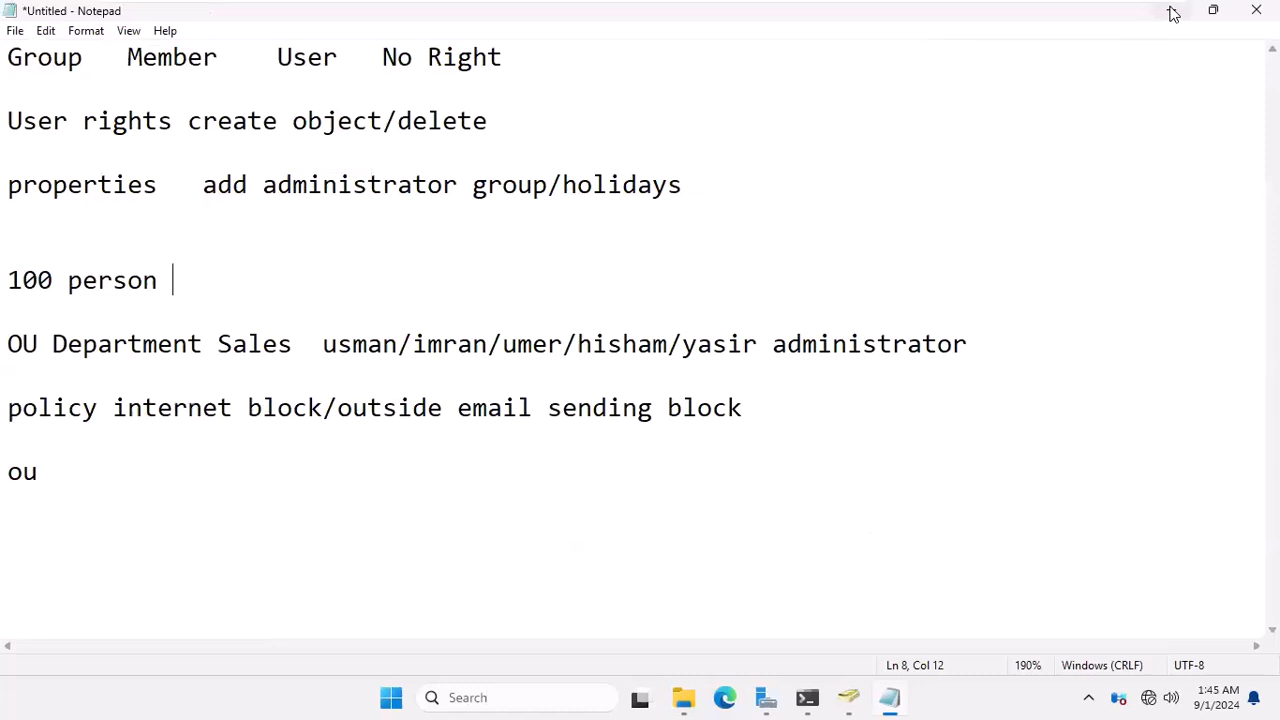 *Untitled - Notepad
File Edit Format View Help
Group Member User No Right
User rights create object/delete
properties add administrator group/holidays
100 person
OU Department Sales usman/imran/umer/hisham/yasir administrator
policy internet block/outside email sending block
ou
Ln 8, Col 12 190% Windows (CRLF) UTF-8
Search
1:45 AM
9/1/2024